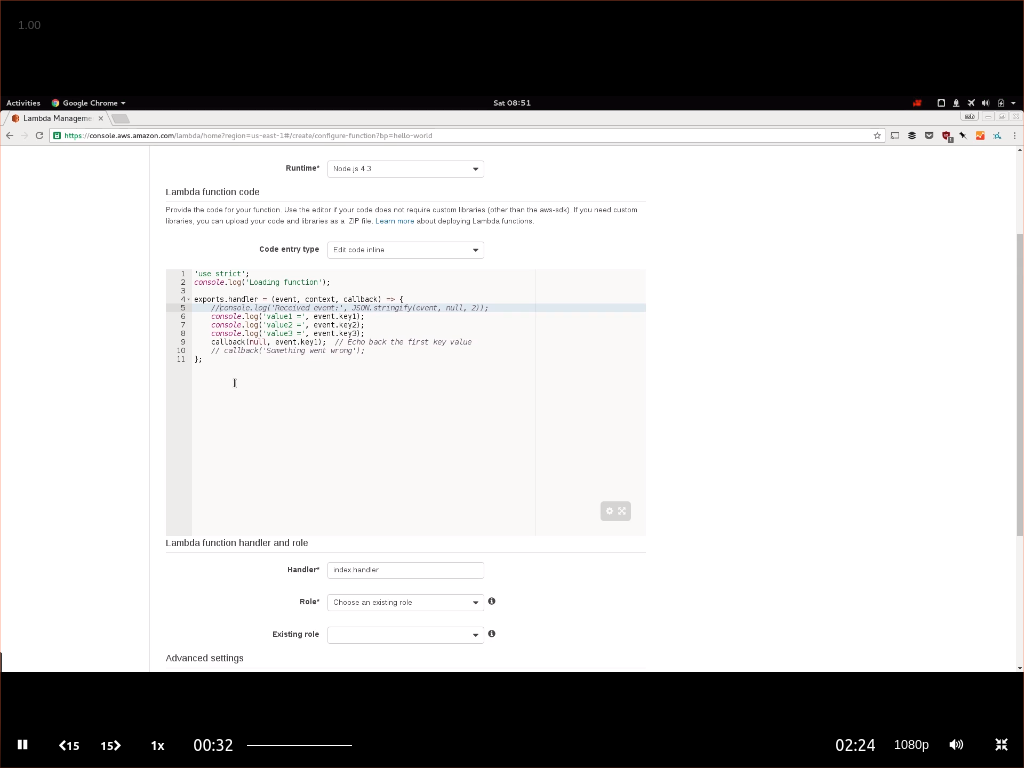 1.00
Activities Google Chrome Sat 08:51
Lambda Manageme
https://console.aws.amazon.com/lambda/home?region=us-east-1#/create/configure-function?bp=hello-world
Runtime* Node.js 4.3
Lambda function code
Provide the code for your function. Use the editor if your code does not require custom libraries (other than the aws-sdk). If you need custom
libraries, you can upload your code and libraries as a .ZIP file. Learn more about deploying Lambda functions.
Code entry type Edit code inline
1 'use strict';
2 console.log('Loading function');
3
4 exports.handler = (event, context, callback) => {
5 //console.log('Received event:', JSON.stringify(event, null, 2));
6 console.log('value1 =', event.key1);
7 console.log('value2 =', event.key2);
8 console.log('value3 =', event.key3);
9 callback(null, event.key1); // Echo back the first key value
10 // callback('Something went wrong');
11 };
Lambda function handler and role
Handler* index.handler
Role* Choose an existing role
Existing role
Advanced settings
15 15 1x 00:32 02:24 1080p